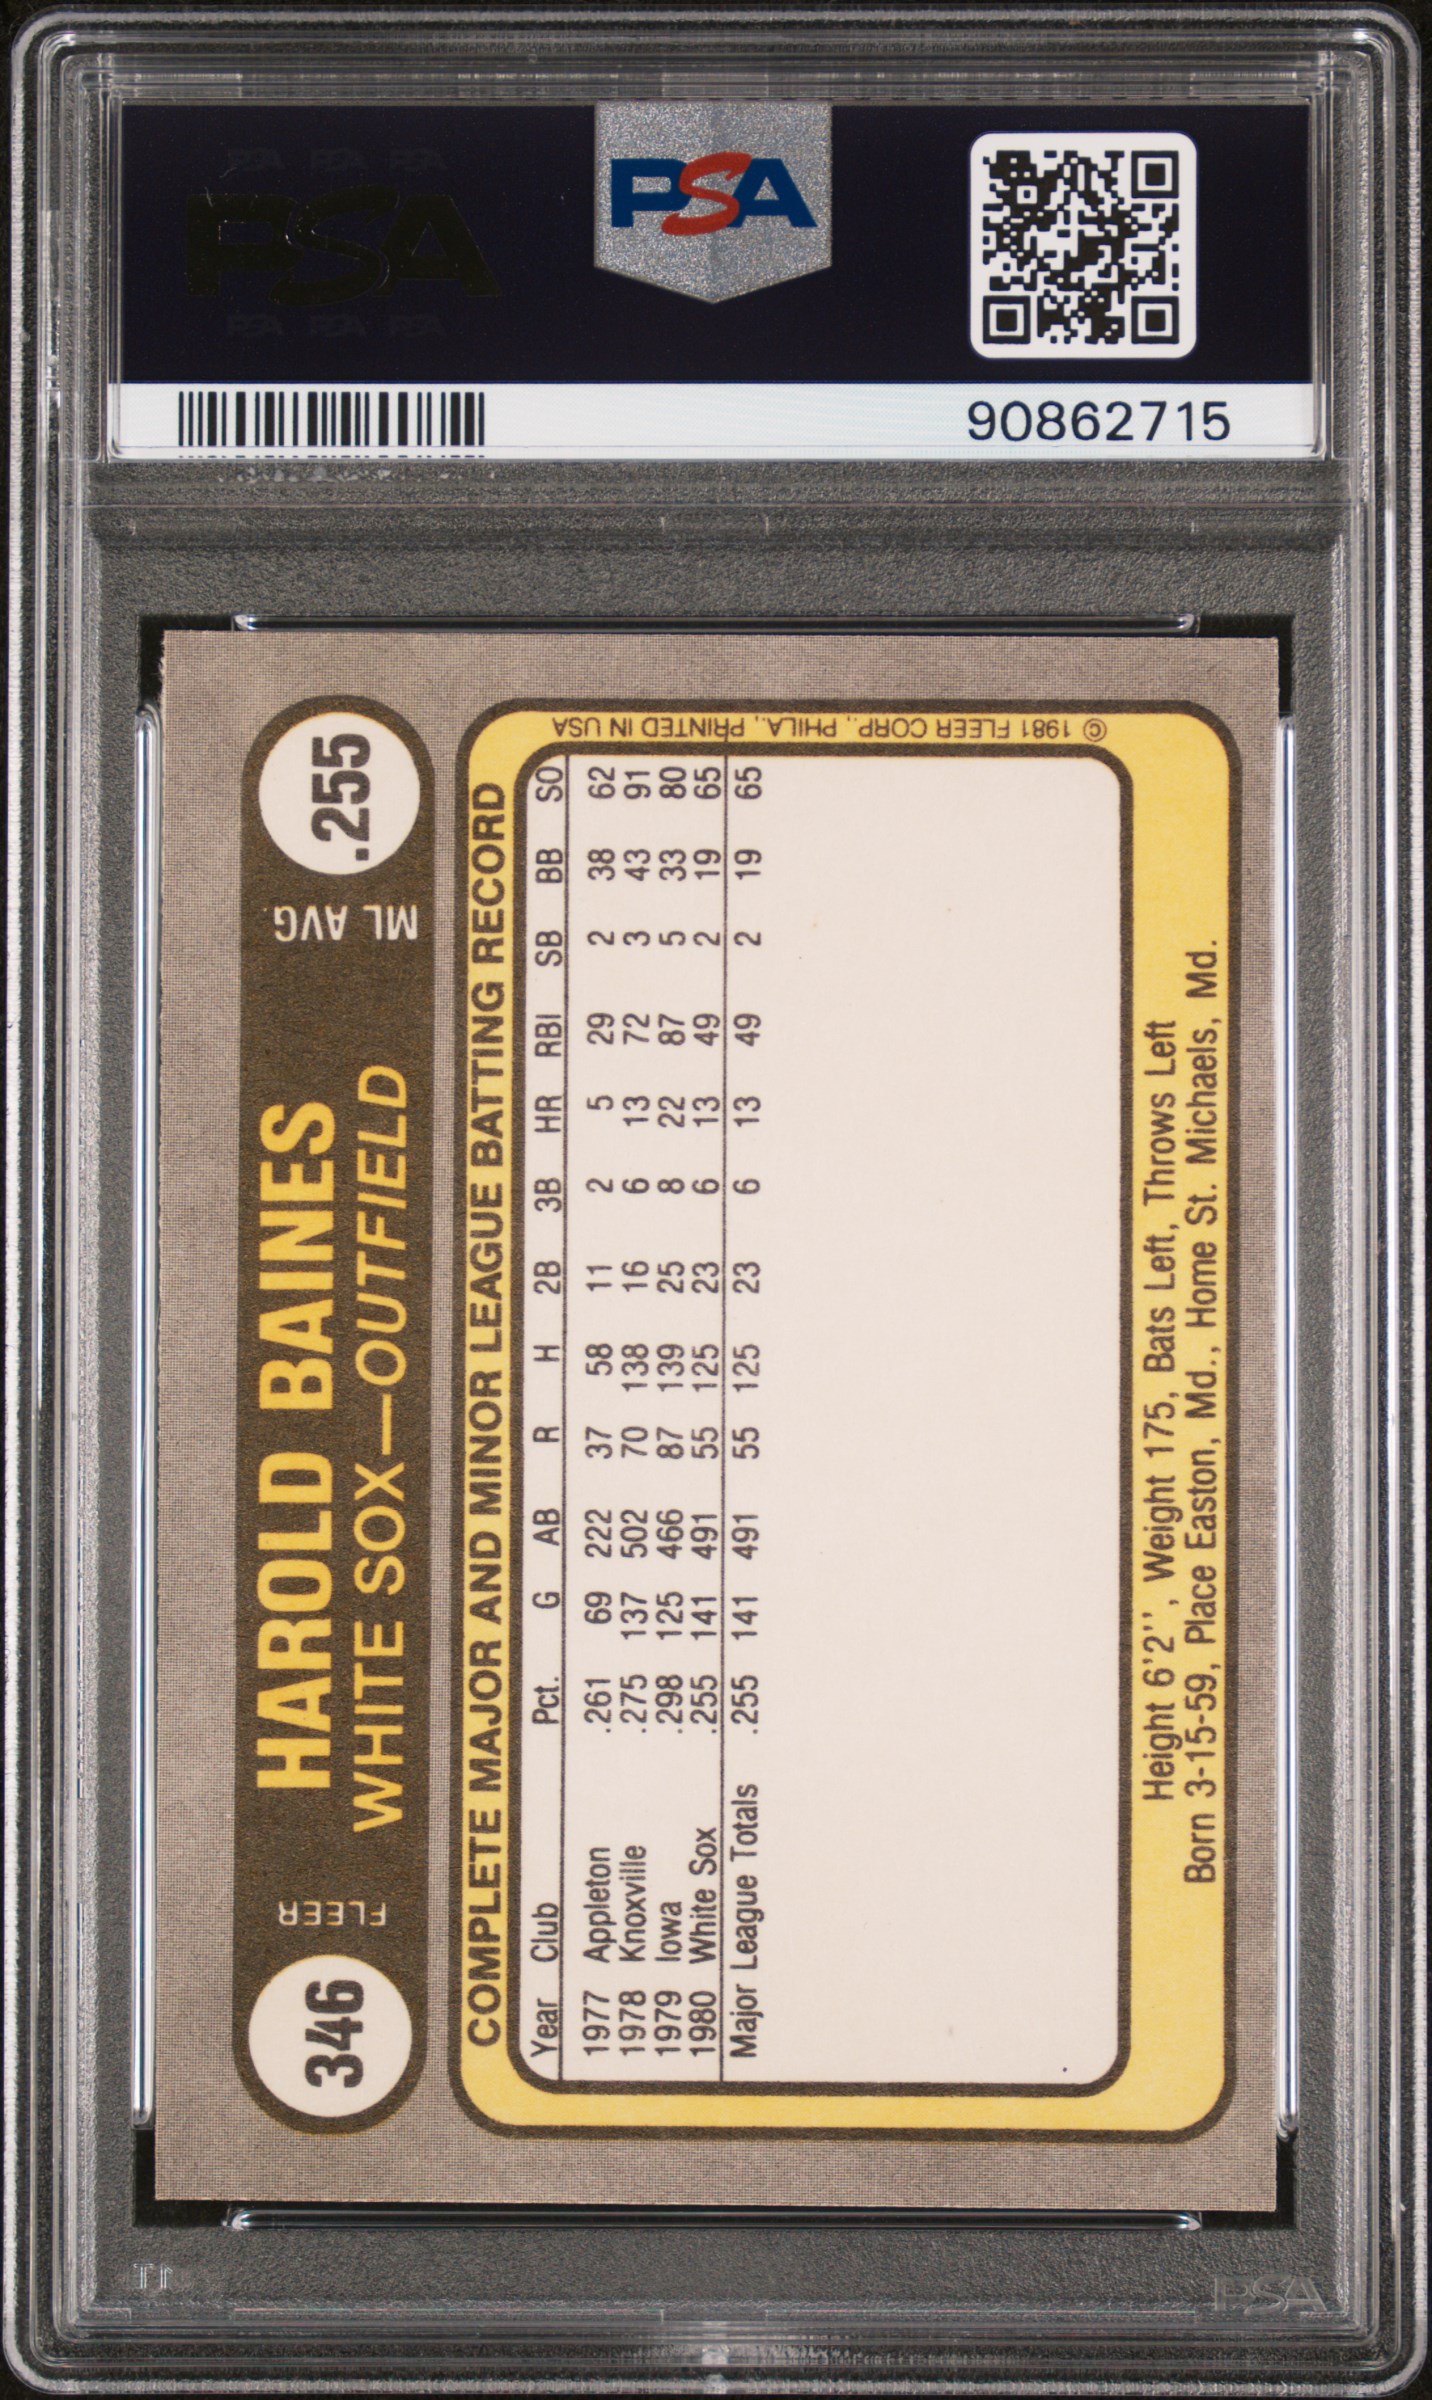 PSA
PSA PSA PSA
PSA
PSA PSA PSA
90862715
346
FLEER
HAROLD BAINES
WHITE SOX—OUTFIELD
ML AVG.
.255
COMPLETE MAJOR AND MINOR LEAGUE BATTING RECORD
Year Club Pct. G AB R H 2B 3B HR RBI SB BB SO
1977 Appleton .261 69 222 37 58 11 2 5 29 2 38 62
1978 Knoxville .275 137 502 70 138 16 6 13 72 3 43 91
1979 Iowa .298 125 466 87 139 25 8 22 87 5 33 80
1980 White Sox .255 141 491 55 125 23 6 13 49 2 19 65
Major League Totals .255 141 491 55 125 23 6 13 49 2 19 65
© 1981 FLEER CORP., PHILA., PRINTED IN USA
Height 6'2'', Weight 175, Bats Left, Throws Left
Born 3-15-59, Place Easton, Md., Home St. Michaels, Md.
PSA